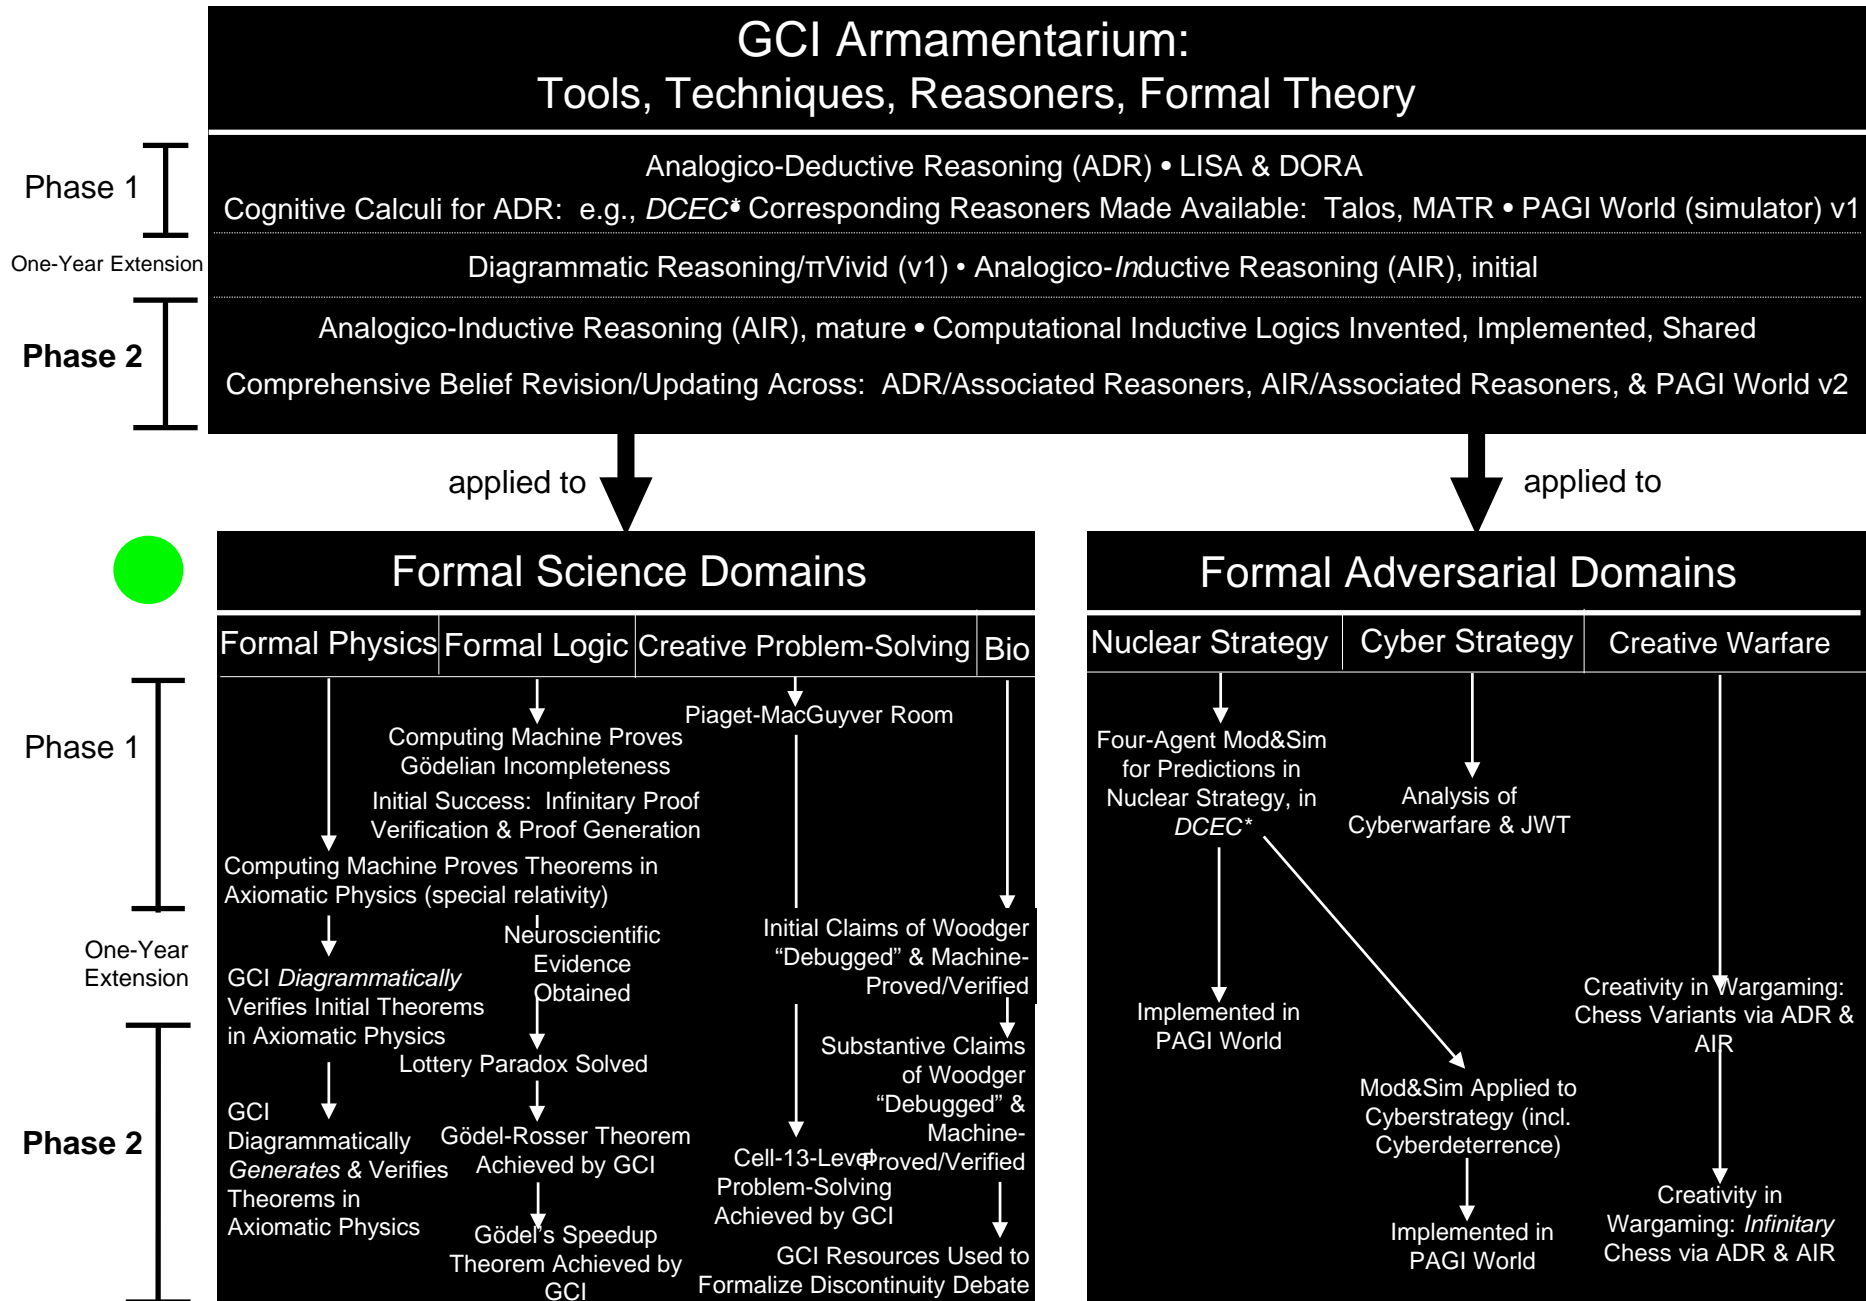 GCI Armamentarium:
Tools, Techniques, Reasoners, Formal Theory
Phase 1
Analogico-Deductive Reasoning (ADR) • LISA & DORA
Cognitive Calculi for ADR: e.g., DCEC* • Corresponding Reasoners Made Available: Talos, MATR • PAGI World (simulator) v1
One-Year Extension
Diagrammatic Reasoning/πVivid (v1) • Analogico-Inductive Reasoning (AIR), initial
Phase 2
Analogico-Inductive Reasoning (AIR), mature • Computational Inductive Logics Invented, Implemented, Shared
Comprehensive Belief Revision/Updating Across: ADR/Associated Reasoners, AIR/Associated Reasoners, & PAGI World v2
applied to
applied to
Formal Science Domains
Formal Physics
Formal Logic
Creative Problem-Solving
Bio
Phase 1
One-Year
Extension
Phase 2
Computing Machine Proves
Gödelian Incompleteness
Initial Success: Infinitary Proof
Verification & Proof Generation
Piaget-MacGuyver Room
Computing Machine Proves Theorems in
Axiomatic Physics (special relativity)
Neuroscientific
Evidence
Obtained
Initial Claims of Woodger
“Debugged” & Machine-
Proved/Verified
GCI Diagrammatically
Verifies Initial Theorems
in Axiomatic Physics
Lottery Paradox Solved
Substantive Claims
of Woodger
“Debugged” &
Machine-
Proved/Verified
GCI
Diagrammatically
Generates & Verifies
Theorems in
Axiomatic Physics
Gödel-Rosser Theorem
Achieved by GCI
Cell-13-Level
Problem-Solving
Achieved by GCI
Gödel’s Speedup
Theorem Achieved by
GCI
GCI Resources Used to
Formalize Discontinuity Debate
Formal Adversarial Domains
Nuclear Strategy
Cyber Strategy
Creative Warfare
Four-Agent Mod&Sim
for Predictions in
Nuclear Strategy, in
DCEC*
Analysis of
Cyberwarfare & JWT
Implemented in
PAGI World
Creativity in Wargaming:
Chess Variants via ADR &
AIR
Mod&Sim Applied to
Cyberstrategy (incl.
Cyberdeterrence)
Implemented in
PAGI World
Creativity in
Wargaming: Infinitary
Chess via ADR & AIR